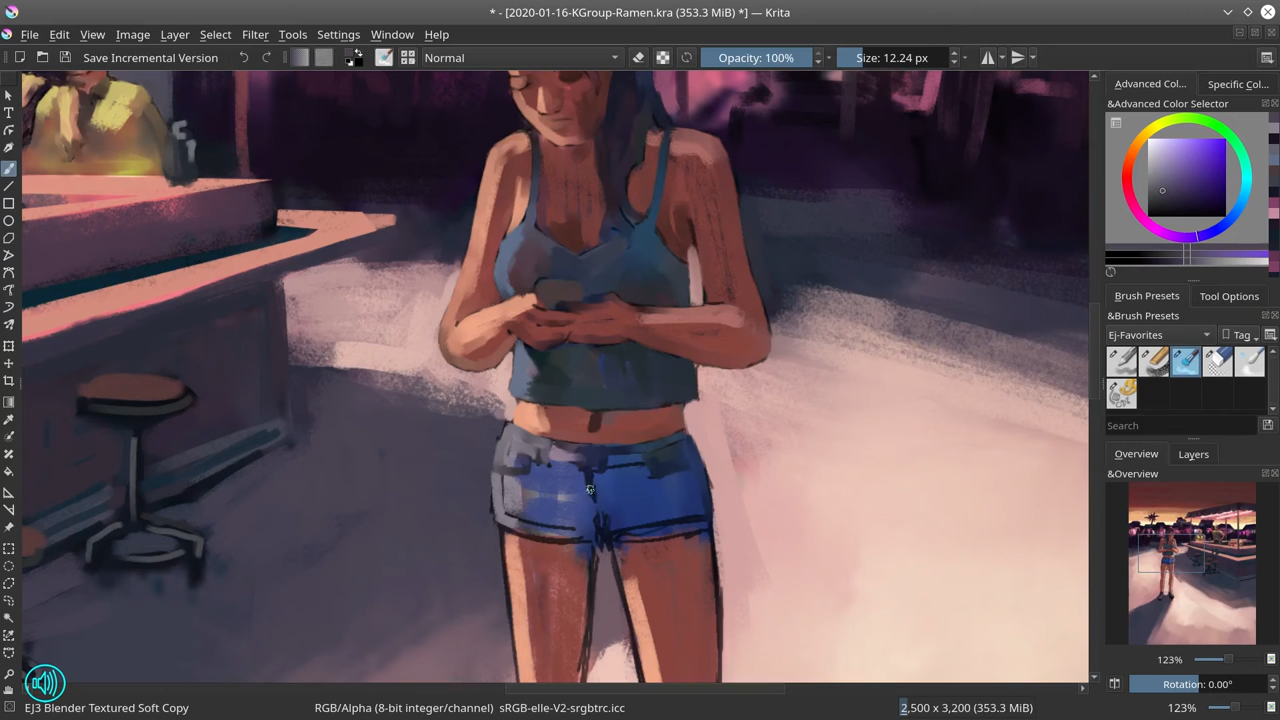 * - [2020-01-16-KGroup-Ramen.kra (353.3 MiB) *] — Krita
File Edit View Image Layer Select Filter Tools Settings Window Help
Save Incremental Version Normal Opacity: 100% Size: 12.24 px
Advanced Col... Specific Col...
&Advanced Color Selector
Brush Presets Tool Options
&Brush Presets
Ej-Favorites Tag
Search
Overview Layers
&Overview
123%
Rotation: 0.00°
EJ3 Blender Textured Soft Copy RGB/Alpha (8-bit integer/channel) sRGB-elle-V2-srgbtrc.icc 2,500 x 3,200 (353.3 MiB) 123%